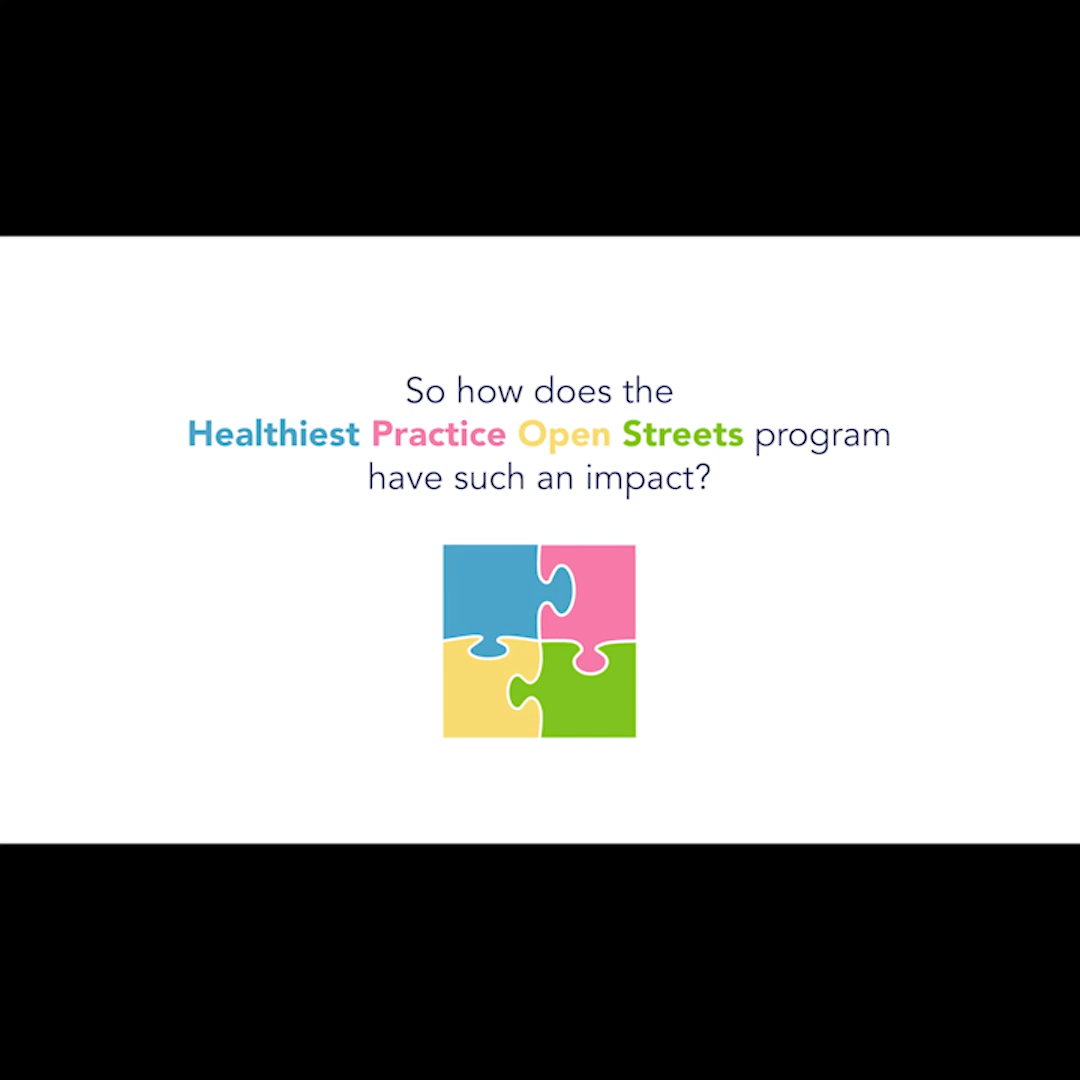 So how does the
Healthiest Practice Open Streets program
have such an impact?